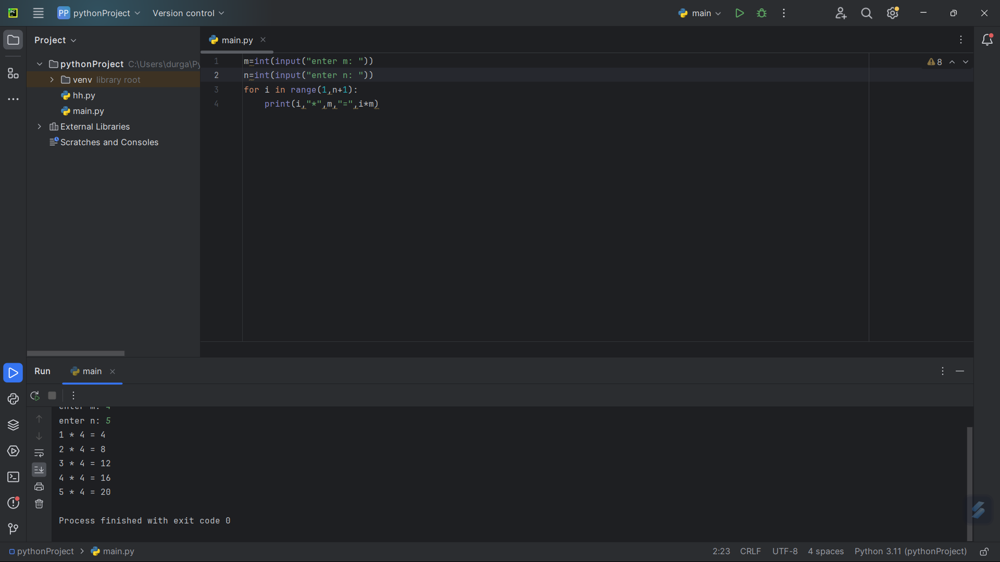 PC PP pythonProject Version control main
Project
main.py
pythonProject C:\Users\durga\Py
venv library root
hh.py
main.py
External Libraries
Scratches and Consoles
1 m=int(input("enter m: "))
2 n=int(input("enter n: "))
3 for i in range(1,n+1):
4 print(i,"*",m,"=",i*m)
8
Run main
enter m: 4
enter n: 5
1 * 4 = 4
2 * 4 = 8
3 * 4 = 12
4 * 4 = 16
5 * 4 = 20
Process finished with exit code 0
pythonProject > main.py 2:23 CRLF UTF-8 4 spaces Python 3.11 (pythonProject)